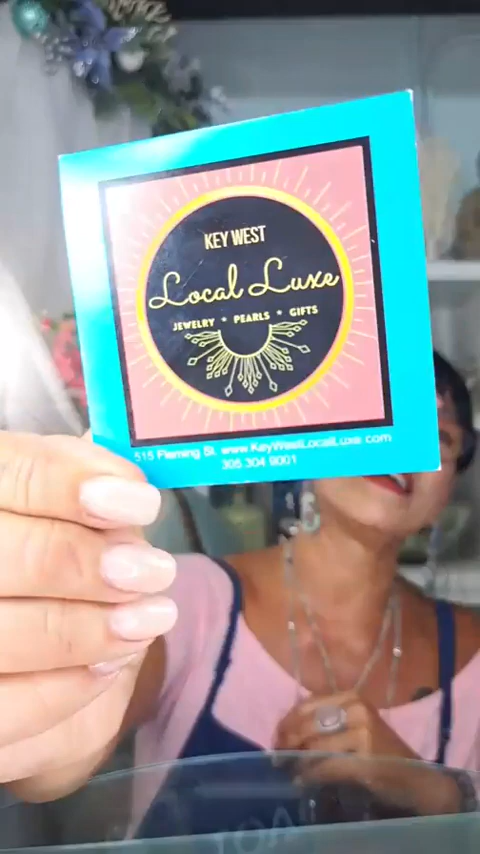 KEY WEST
Local Luxe
JEWELRY * PEARLS * GIFTS
515 Fleming St. www.KeyWestLocalLuxe.com
305 304 9001